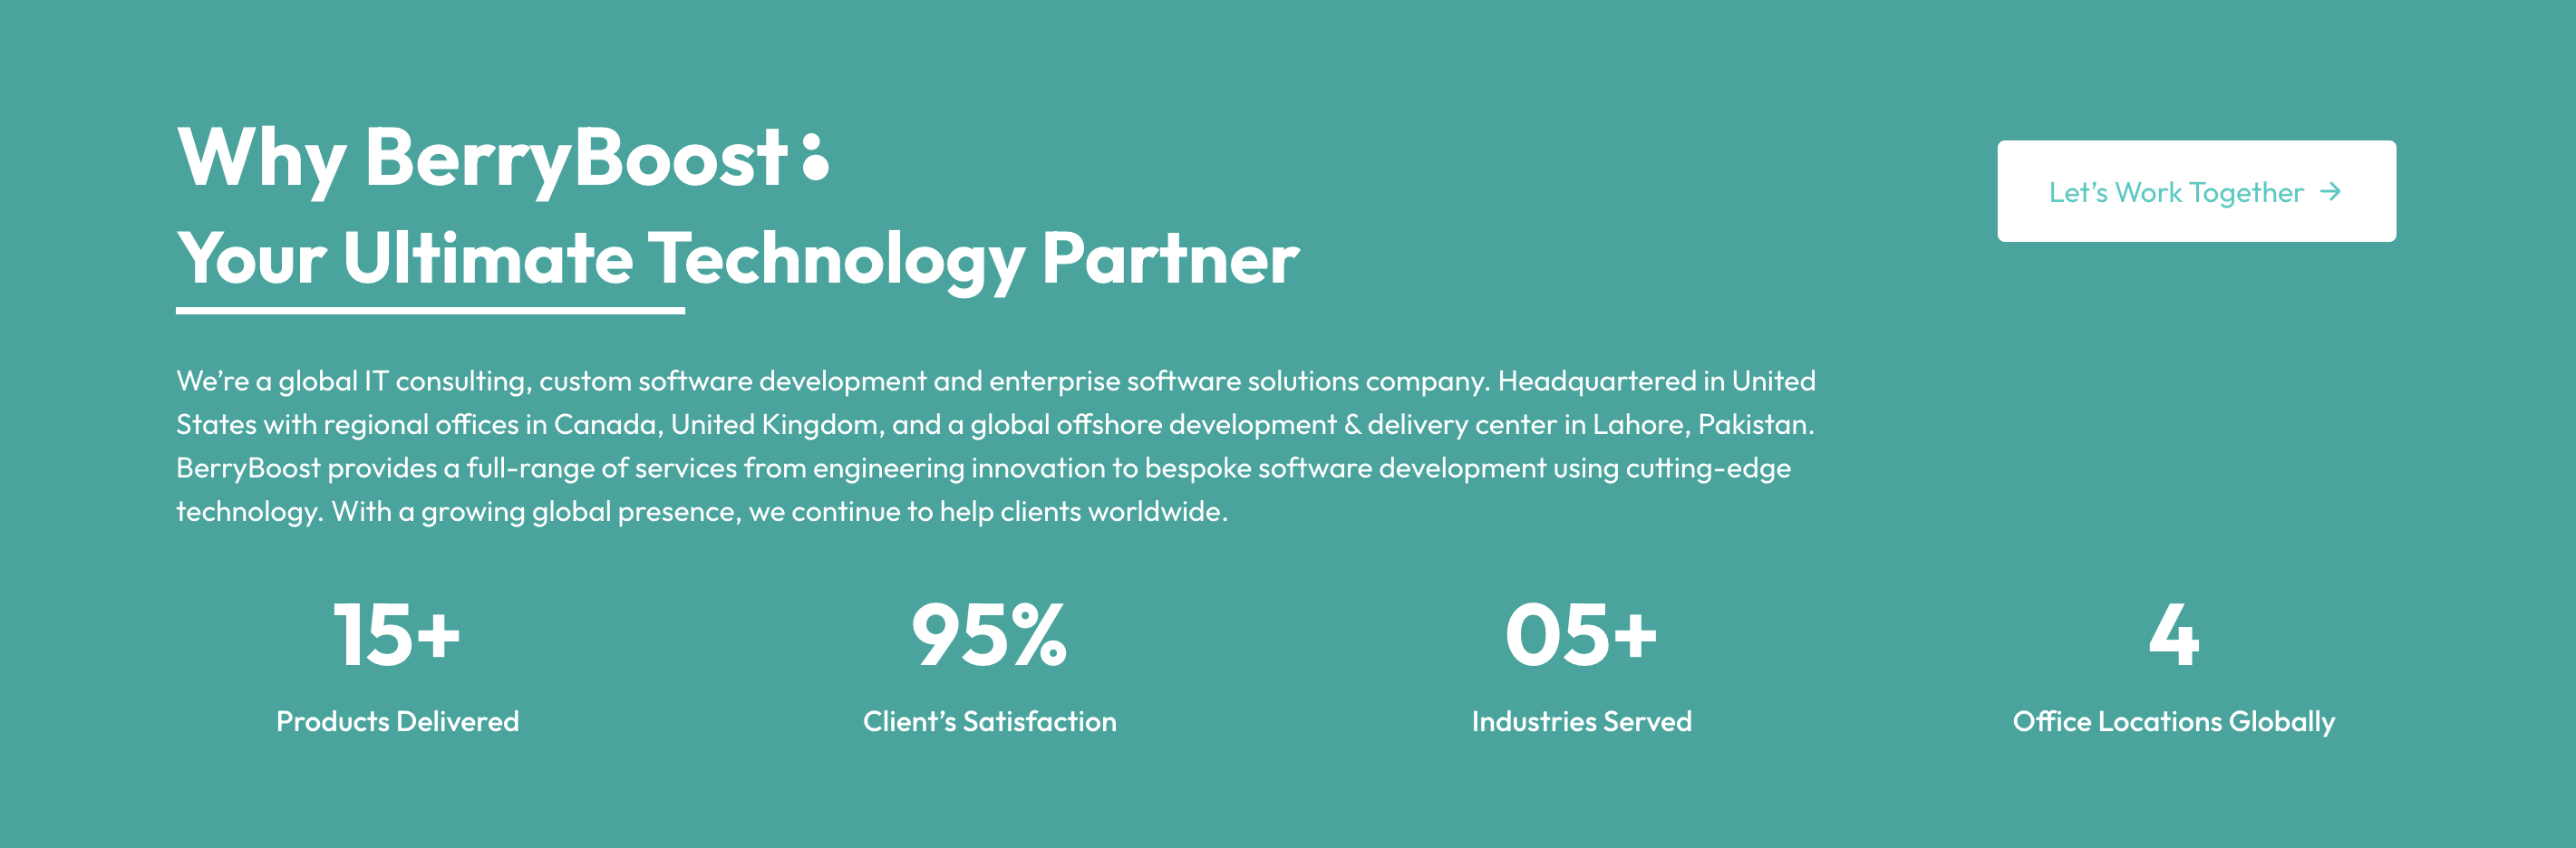 Why BerryBoost:
Your Ultimate Technology Partner
Let’s Work Together →
We’re a global IT consulting, custom software development and enterprise software solutions company. Headquartered in United
States with regional offices in Canada, United Kingdom, and a global offshore development & delivery center in Lahore, Pakistan.
BerryBoost provides a full-range of services from engineering innovation to bespoke software development using cutting-edge
technology. With a growing global presence, we continue to help clients worldwide.
15+
Products Delivered
95%
Client’s Satisfaction
05+
Industries Served
4
Office Locations Globally